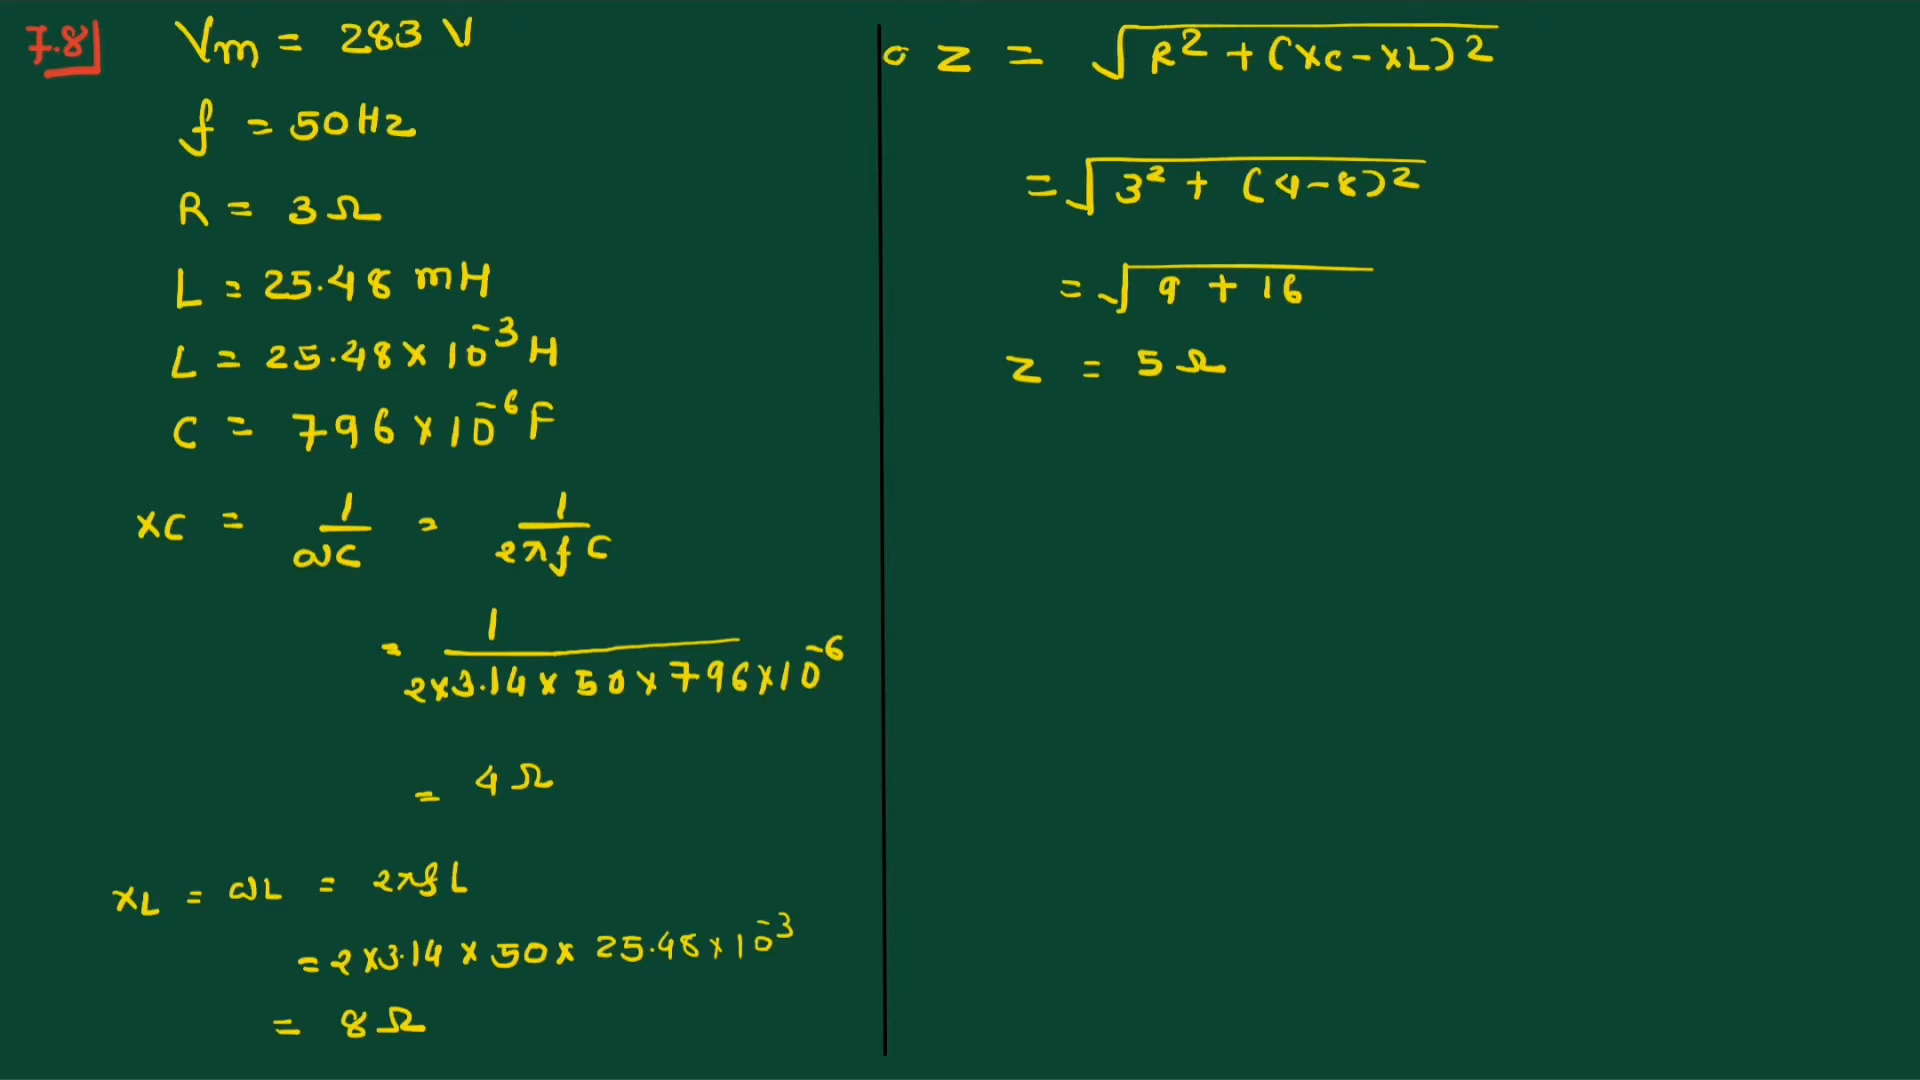 7.8
Vm = 283 V
f = 50Hz
R = 3Ω
L = 25.48 mH
L = 25.48 × 10⁻³ H
C = 796 × 10⁻⁶ F
XC = 1/ωC = 1/2πfC
= 1/2×3.14×50×796×10⁻⁶
= 4Ω
XL = ωL = 2πfL
= 2×3.14×50×25.48×10⁻³
= 8Ω
o Z = √R² + (XC-XL)²
= √3² + (4-8)²
= √9 + 16
Z = 5Ω